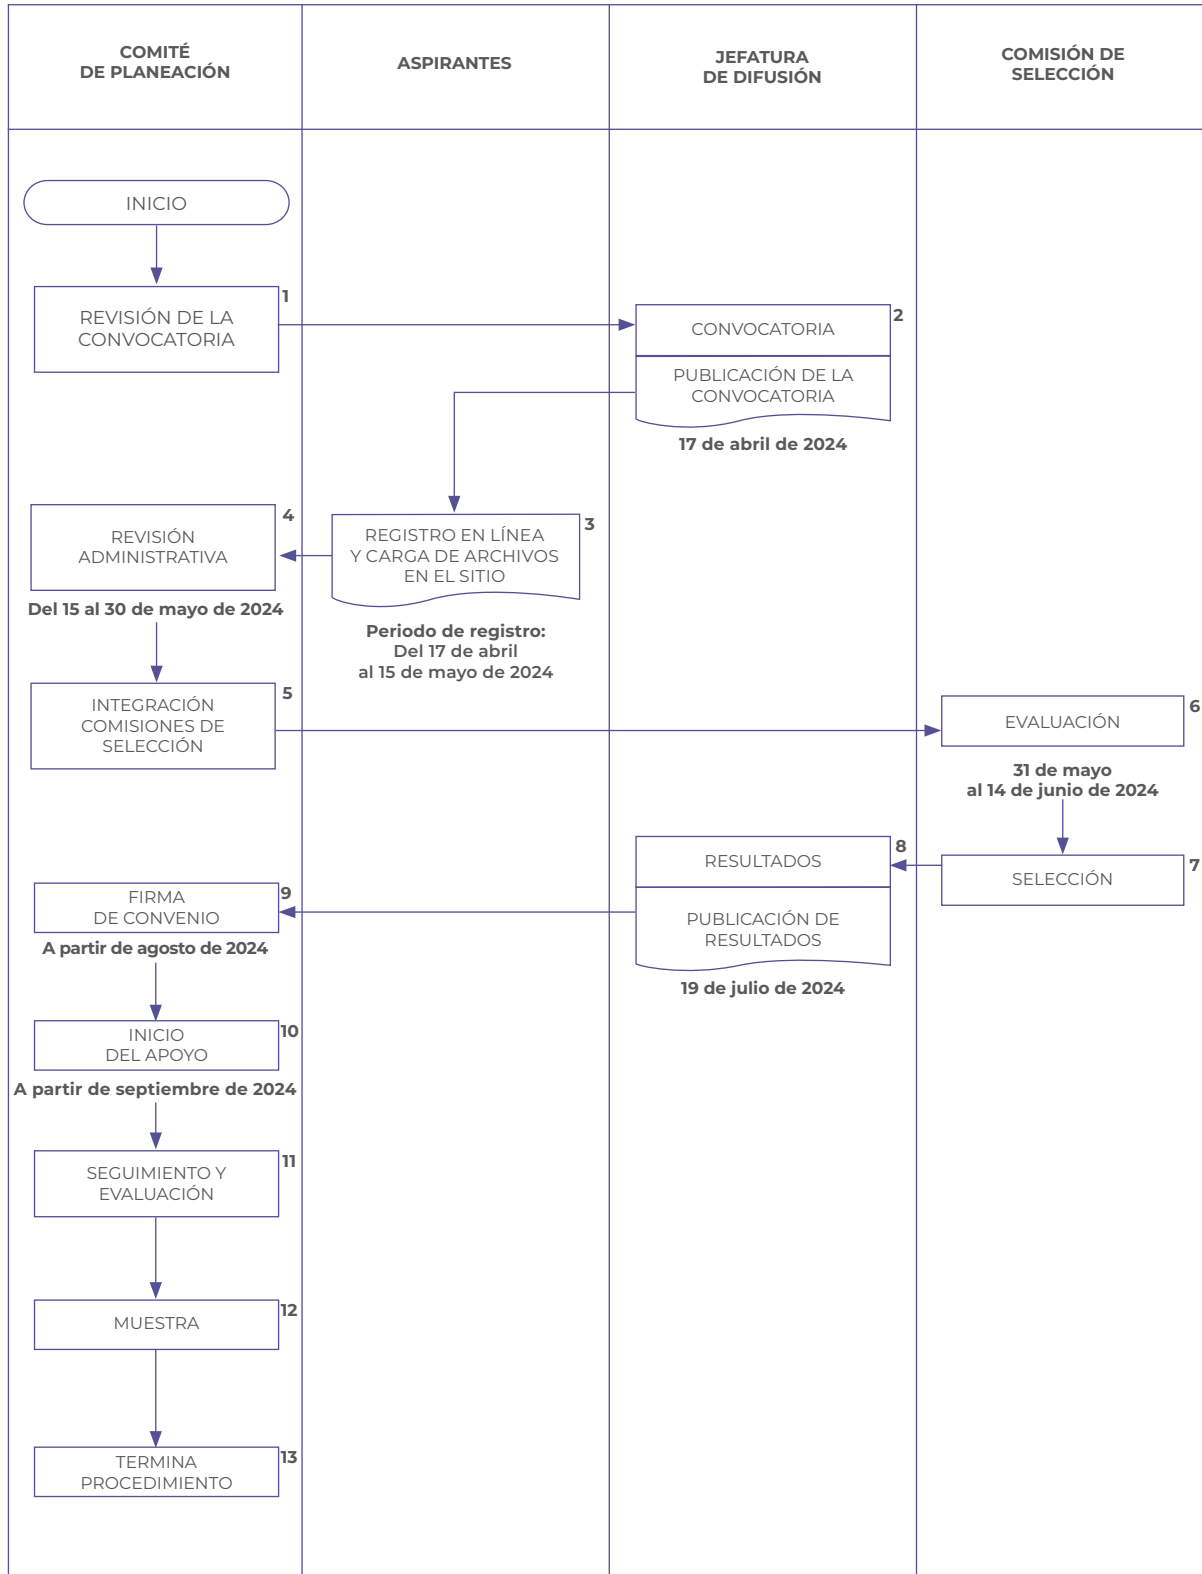 COMITÉ
DE PLANEACIÓN
ASPIRANTES
JEFATURA
DE DIFUSIÓN
COMISIÓN DE
SELECCIÓN
INICIO
1
REVISIÓN DE LA
CONVOCATORIA
2
CONVOCATORIA
PUBLICACIÓN DE LA
CONVOCATORIA
17 de abril de 2024
3
REGISTRO EN LÍNEA
Y CARGA DE ARCHIVOS
EN EL SITIO
Periodo de registro:
Del 17 de abril
al 15 de mayo de 2024
4
REVISIÓN
ADMINISTRATIVA
Del 15 al 30 de mayo de 2024
5
INTEGRACIÓN
COMISIONES DE
SELECCIÓN
6
EVALUACIÓN
31 de mayo
al 14 de junio de 2024
7
SELECCIÓN
8
RESULTADOS
PUBLICACIÓN DE
RESULTADOS
19 de julio de 2024
9
FIRMA
DE CONVENIO
A partir de agosto de 2024
10
INICIO
DEL APOYO
A partir de septiembre de 2024
11
SEGUIMIENTO Y
EVALUACIÓN
12
MUESTRA
13
TERMINA
PROCEDIMIENTO